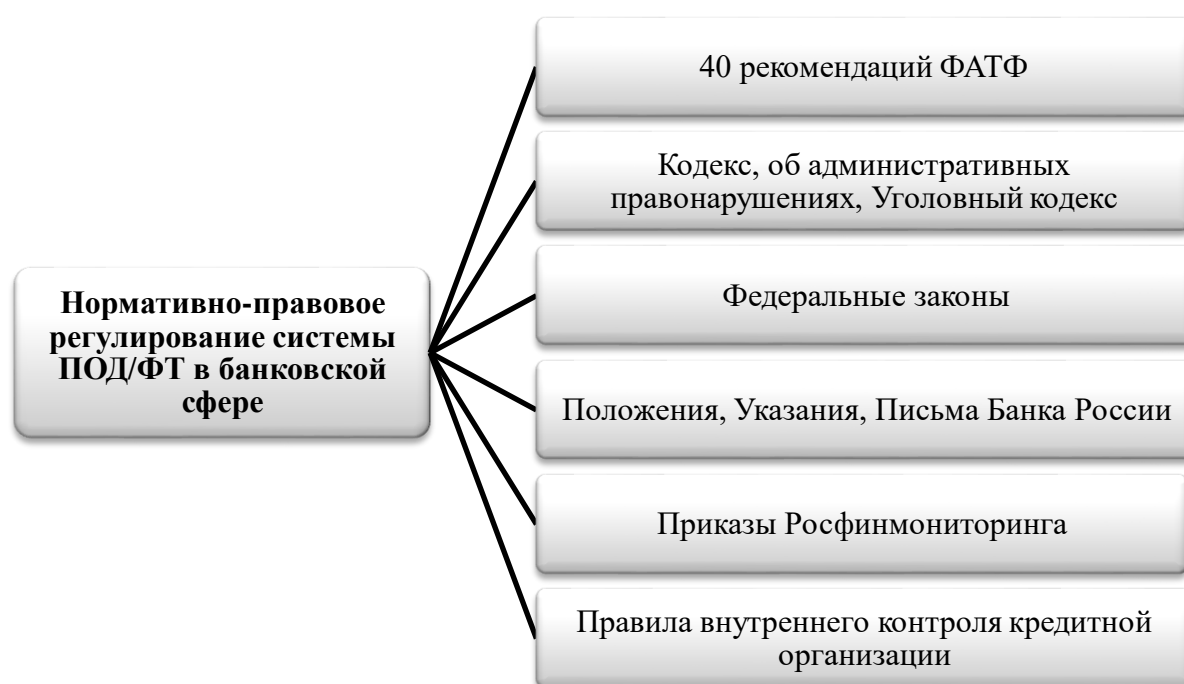 40 рекомендаций ФАТФ
Кодекс, об административных
правонарушениях, Уголовный кодекс
Федеральные законы
Нормативно-правовое
регулирование системы
ПОД/ФТ в банковской
сфере
Положения, Указания, Письма Банка России
Приказы Росфинмониторинга
Правила внутреннего контроля кредитной
организации